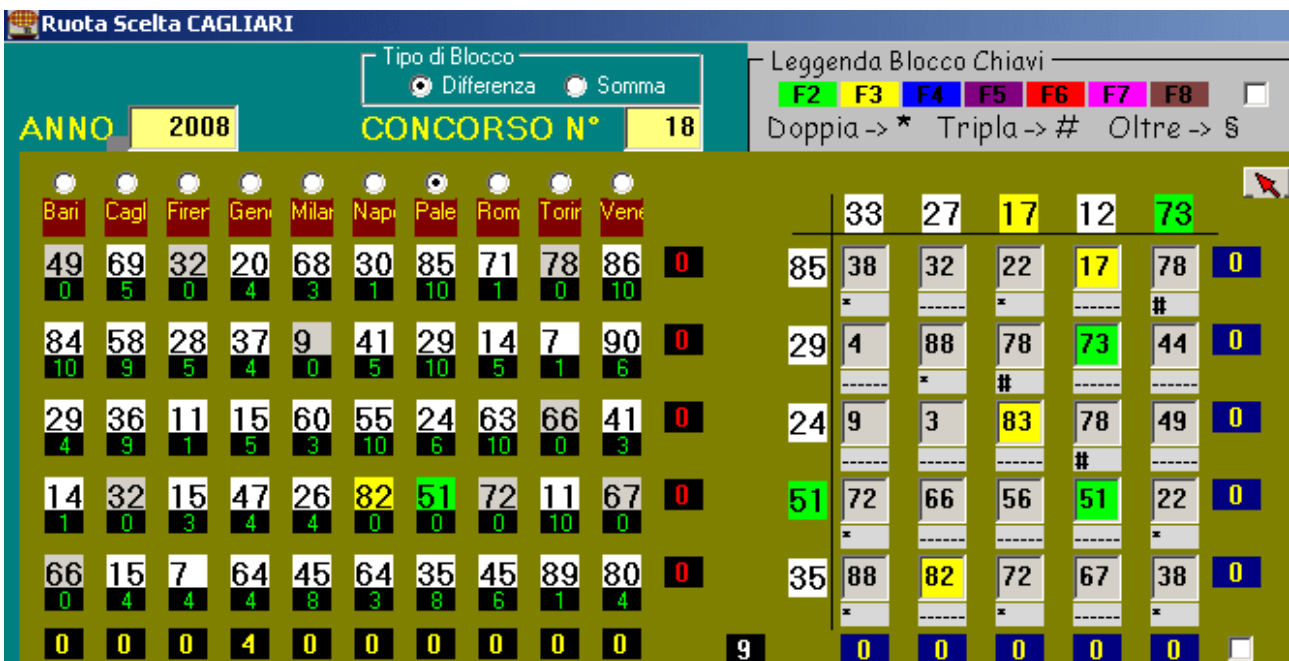 Ruota Scelta CAGLIARI
Tipo di Blocco
Differenza Somma
Leggenda Blocco Chiavi
F2 F3 F4 F5 F6 F7 F8
ANNO 2008 CONCORSO N° 18
Doppia -> * Tripla -> # Oltre -> §
Bari Cagl Firer Gen Milar Nap Pale Rom Torir Vene
33 27 17 12 73
49 69 32 20 68 30 85 71 78 86 0
0 5 0 4 3 1 10 1 0 10
85 38 32 22 17 78 0
* ------ * ------ #
84 58 28 37 9 41 29 14 7 90 0
10 9 5 4 0 5 10 5 1 6
29 4 88 78 73 44 0
------ * # ------ ------
29 36 11 15 60 55 24 63 66 41 0
4 9 1 5 3 10 6 10 0 3
24 9 3 83 78 49 0
------ ------ ------ # ------
14 32 15 47 26 82 51 72 11 67 0
1 0 3 4 4 0 0 0 10 0
51 72 66 56 51 22 0
* ------ ------ ------ *
66 15 7 64 45 64 35 45 89 80 0
0 4 4 4 8 3 8 6 1 4
35 88 82 72 67 38 0
* ------ * ------ *
0 0 0 4 0 0 0 0 0 0
9 0 0 0 0 0